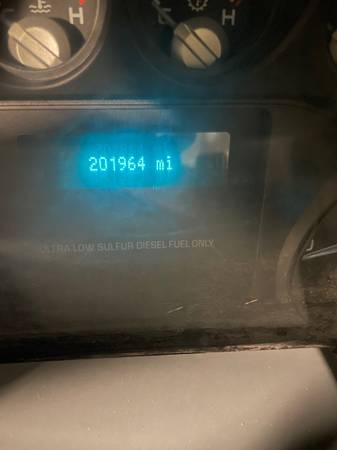 H
H
201964 mi
ULTRA LOW SULFUR DIESEL FUEL ONLY